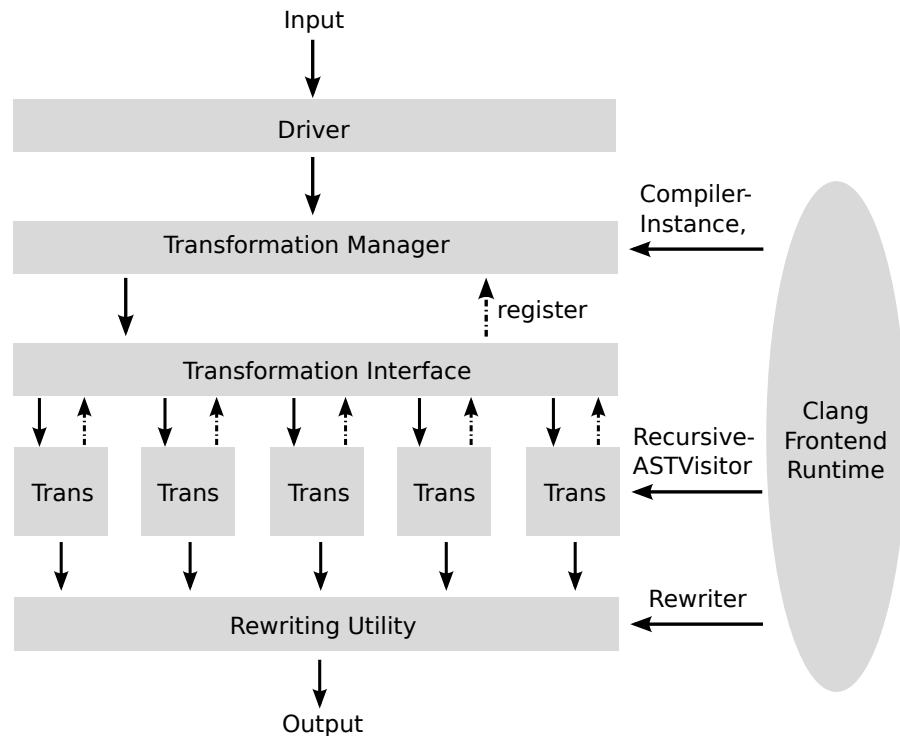 Input
Driver
Compiler-
Instance,
Transformation Manager
register
Transformation Interface
Clang
Frontend
Runtime
Recursive-
ASTVisitor
Trans
Trans
Trans
Trans
Trans
Rewriter
Rewriting Utility
Output